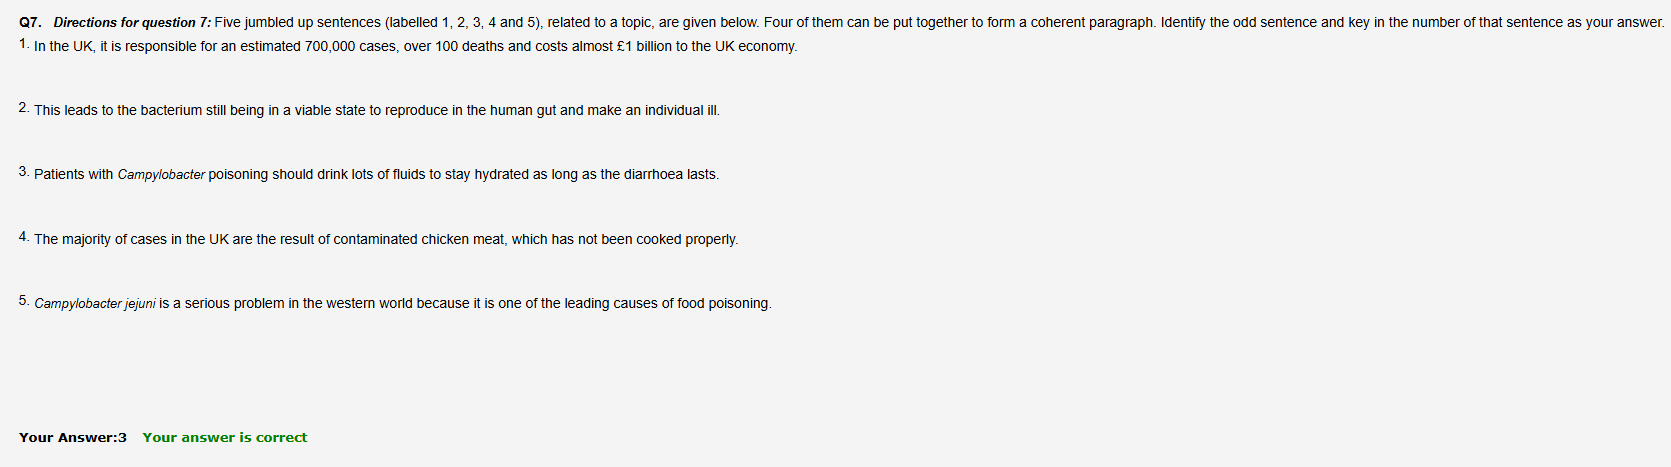 Q7. Directions for question 7: Five jumbled up sentences (labelled 1, 2, 3, 4 and 5), related to a topic, are given below. Four of them can be put together to form a coherent paragraph. Identify the odd sentence and key in the number of that sentence as your answer.
1. In the UK, it is responsible for an estimated 700,000 cases, over 100 deaths and costs almost £1 billion to the UK economy.
2. This leads to the bacterium still being in a viable state to reproduce in the human gut and make an individual ill.
3. Patients with Campylobacter poisoning should drink lots of fluids to stay hydrated as long as the diarrhoea lasts.
4. The majority of cases in the UK are the result of contaminated chicken meat, which has not been cooked properly.
5. Campylobacter jejuni is a serious problem in the western world because it is one of the leading causes of food poisoning.
Your Answer:3 Your answer is correct